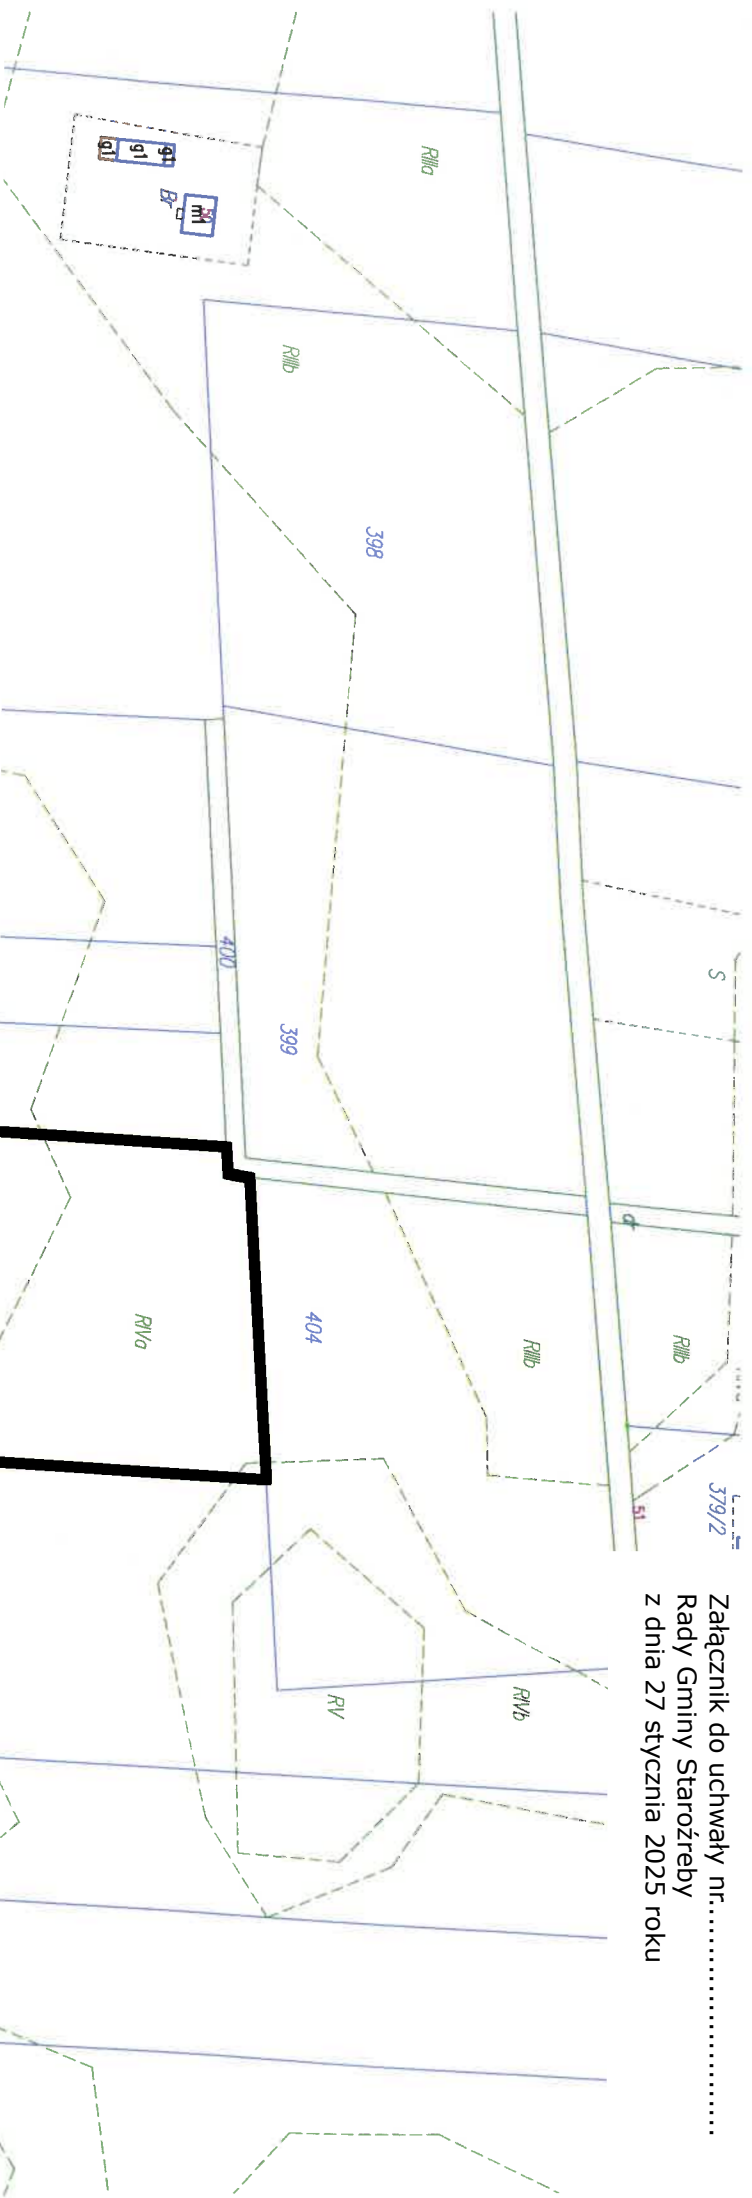 Załącznik do uchwały nr..............................
Rady Gminy Staroźreby
z dnia 27 stycznia 2025 roku
379/2
S
RIIIb
51
dr
RIIIb
RIVb
RIIIa
398
404
RV
RIIIb
399
400
m1
Br
g1
g1
g1
RIVa